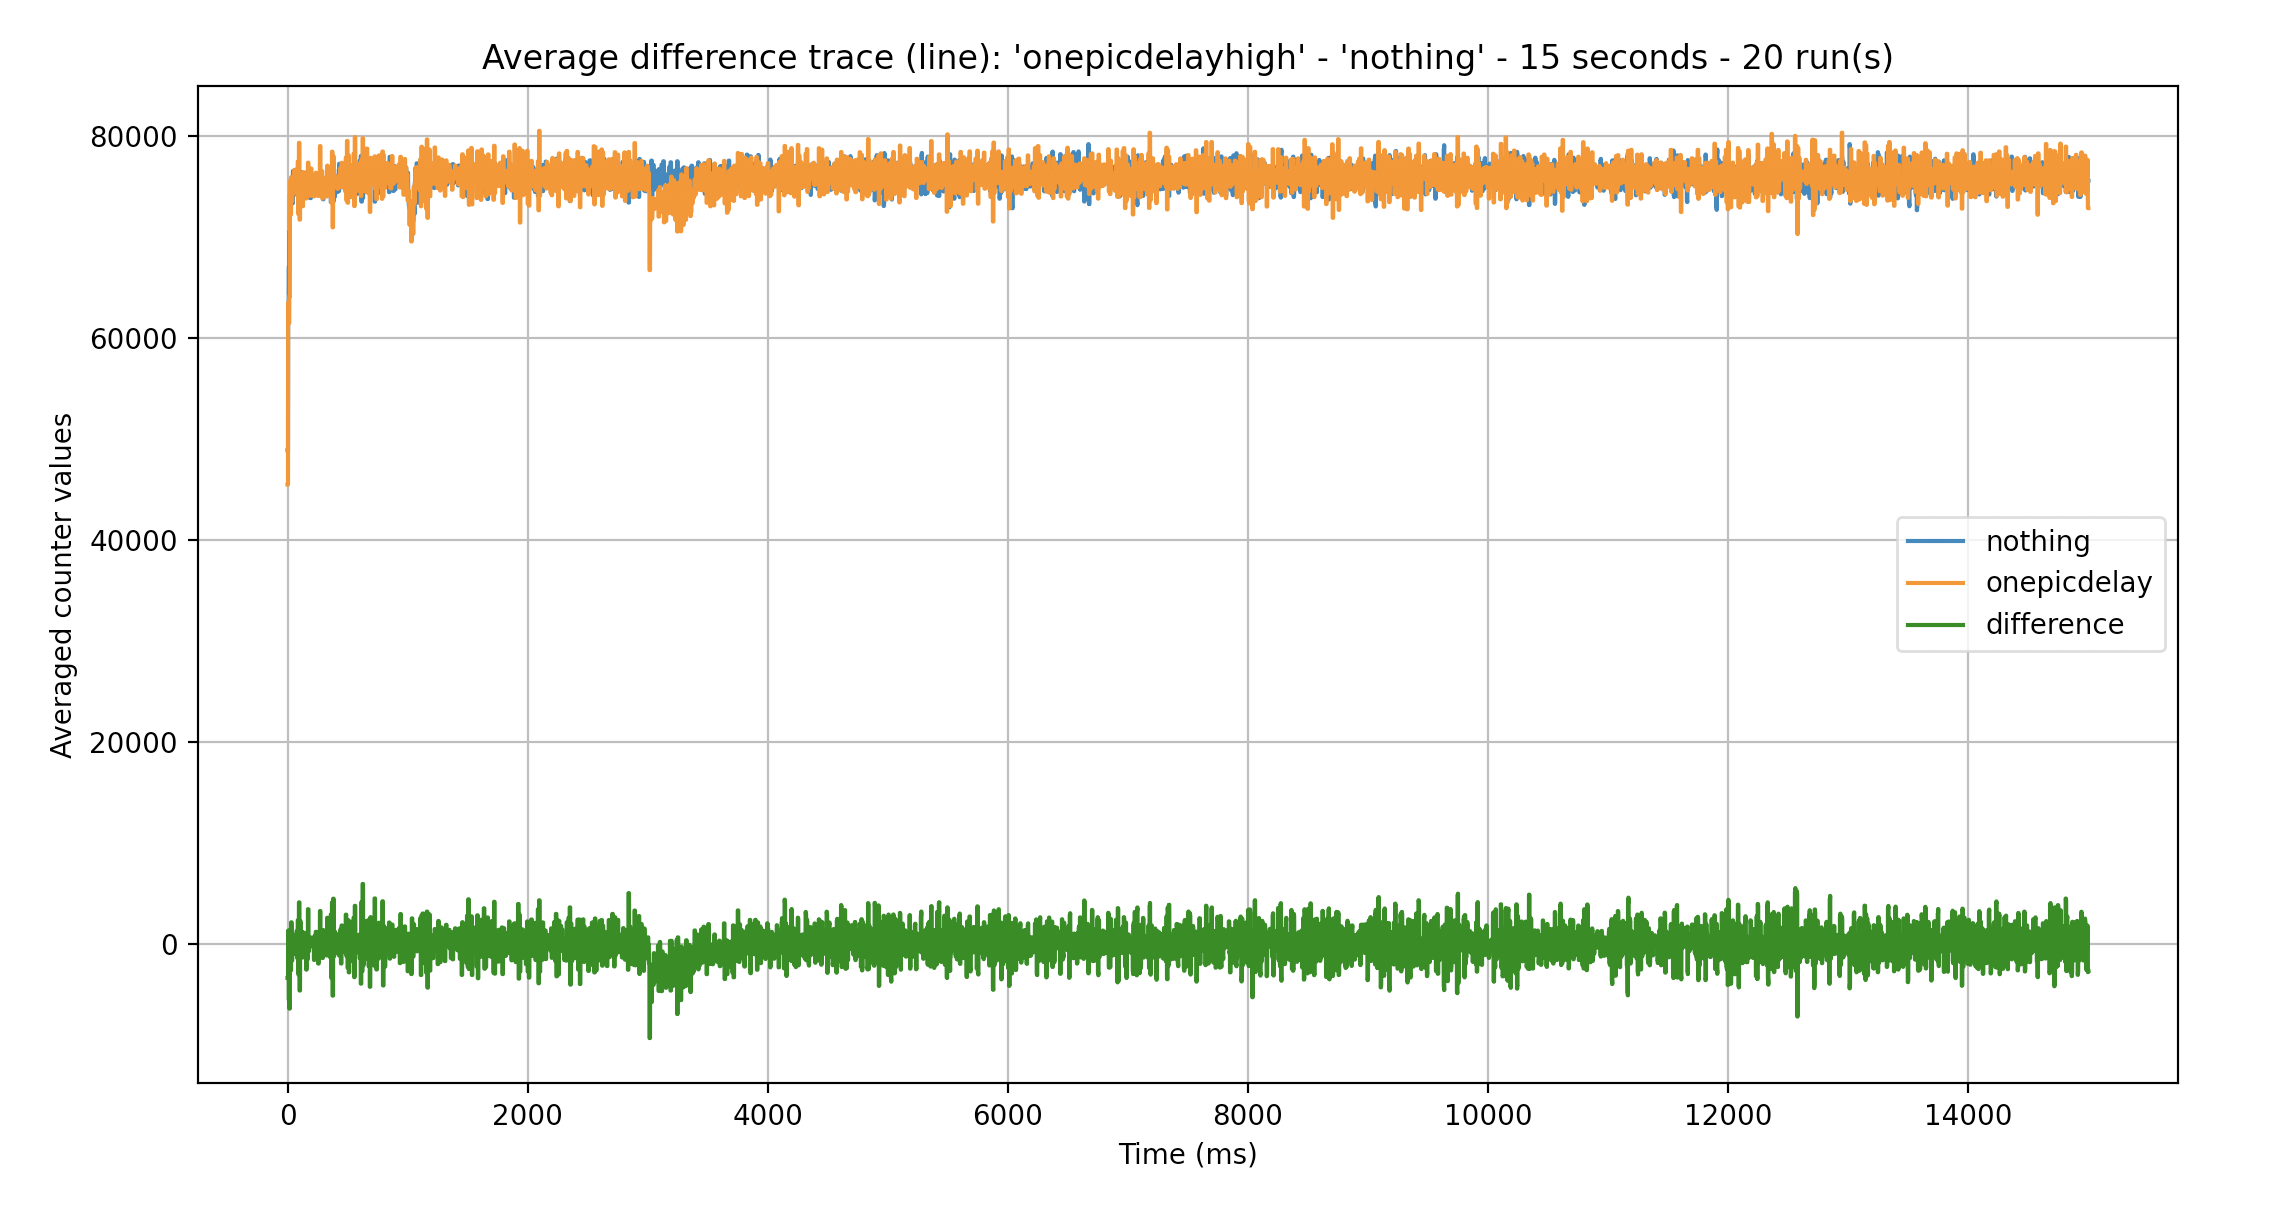 Average difference trace (line): 'onepicdelayhigh' - 'nothing' - 15 seconds - 20 run(s)
80000
60000
40000
20000
0
Averaged counter values
nothing
onepicdelay
difference
0 2000 4000 6000 8000 10000 12000 14000
Time (ms)